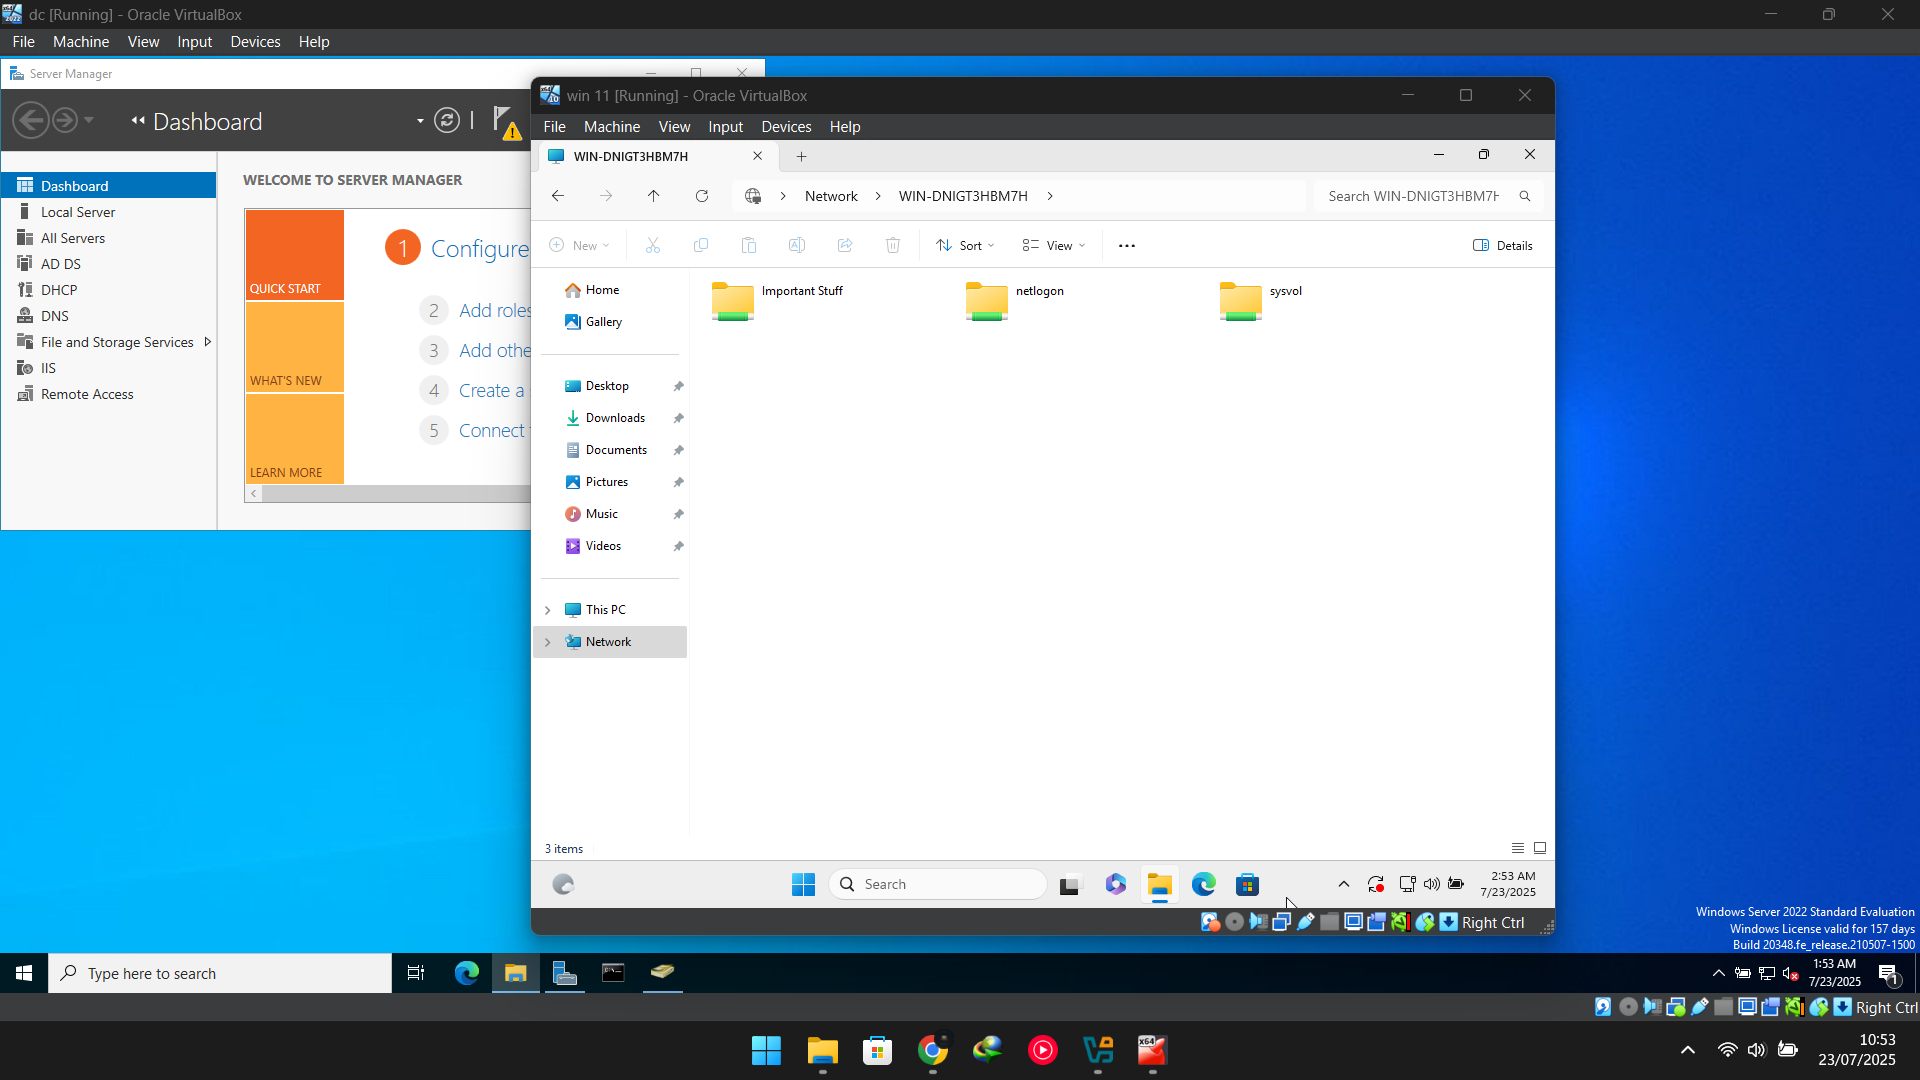 dc [Running] - Oracle VirtualBox
File Machine View Input Devices Help
Server Manager
Dashboard
Dashboard
Local Server
All Servers
AD DS
DHCP
DNS
File and Storage Services
IIS
Remote Access
WELCOME TO SERVER MANAGER
QUICK START
WHAT'S NEW
LEARN MORE
1 Configure
2 Add roles
3 Add othe
4 Create a
5 Connect
win 11 [Running] - Oracle VirtualBox
File Machine View Input Devices Help
WIN-DNIGT3HBM7H
Network WIN-DNIGT3HBM7H
Search WIN-DNIGT3HBM7H
New Sort View Details
Home
Gallery
Desktop
Downloads
Documents
Pictures
Music
Videos
This PC
Network
Important Stuff
netlogon
sysvol
3 items
Search
2:53 AM
7/23/2025
Right Ctrl
Windows Server 2022 Standard Evaluation
Windows License valid for 157 days
Build 20348.fe_release.210507-1500
Type here to search
1:53 AM
7/23/2025
1
Right Ctrl
x64
10:53
23/07/2025